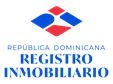 REPÚBLICA DOMINICANA
REGISTRO
INMOBILIARIO